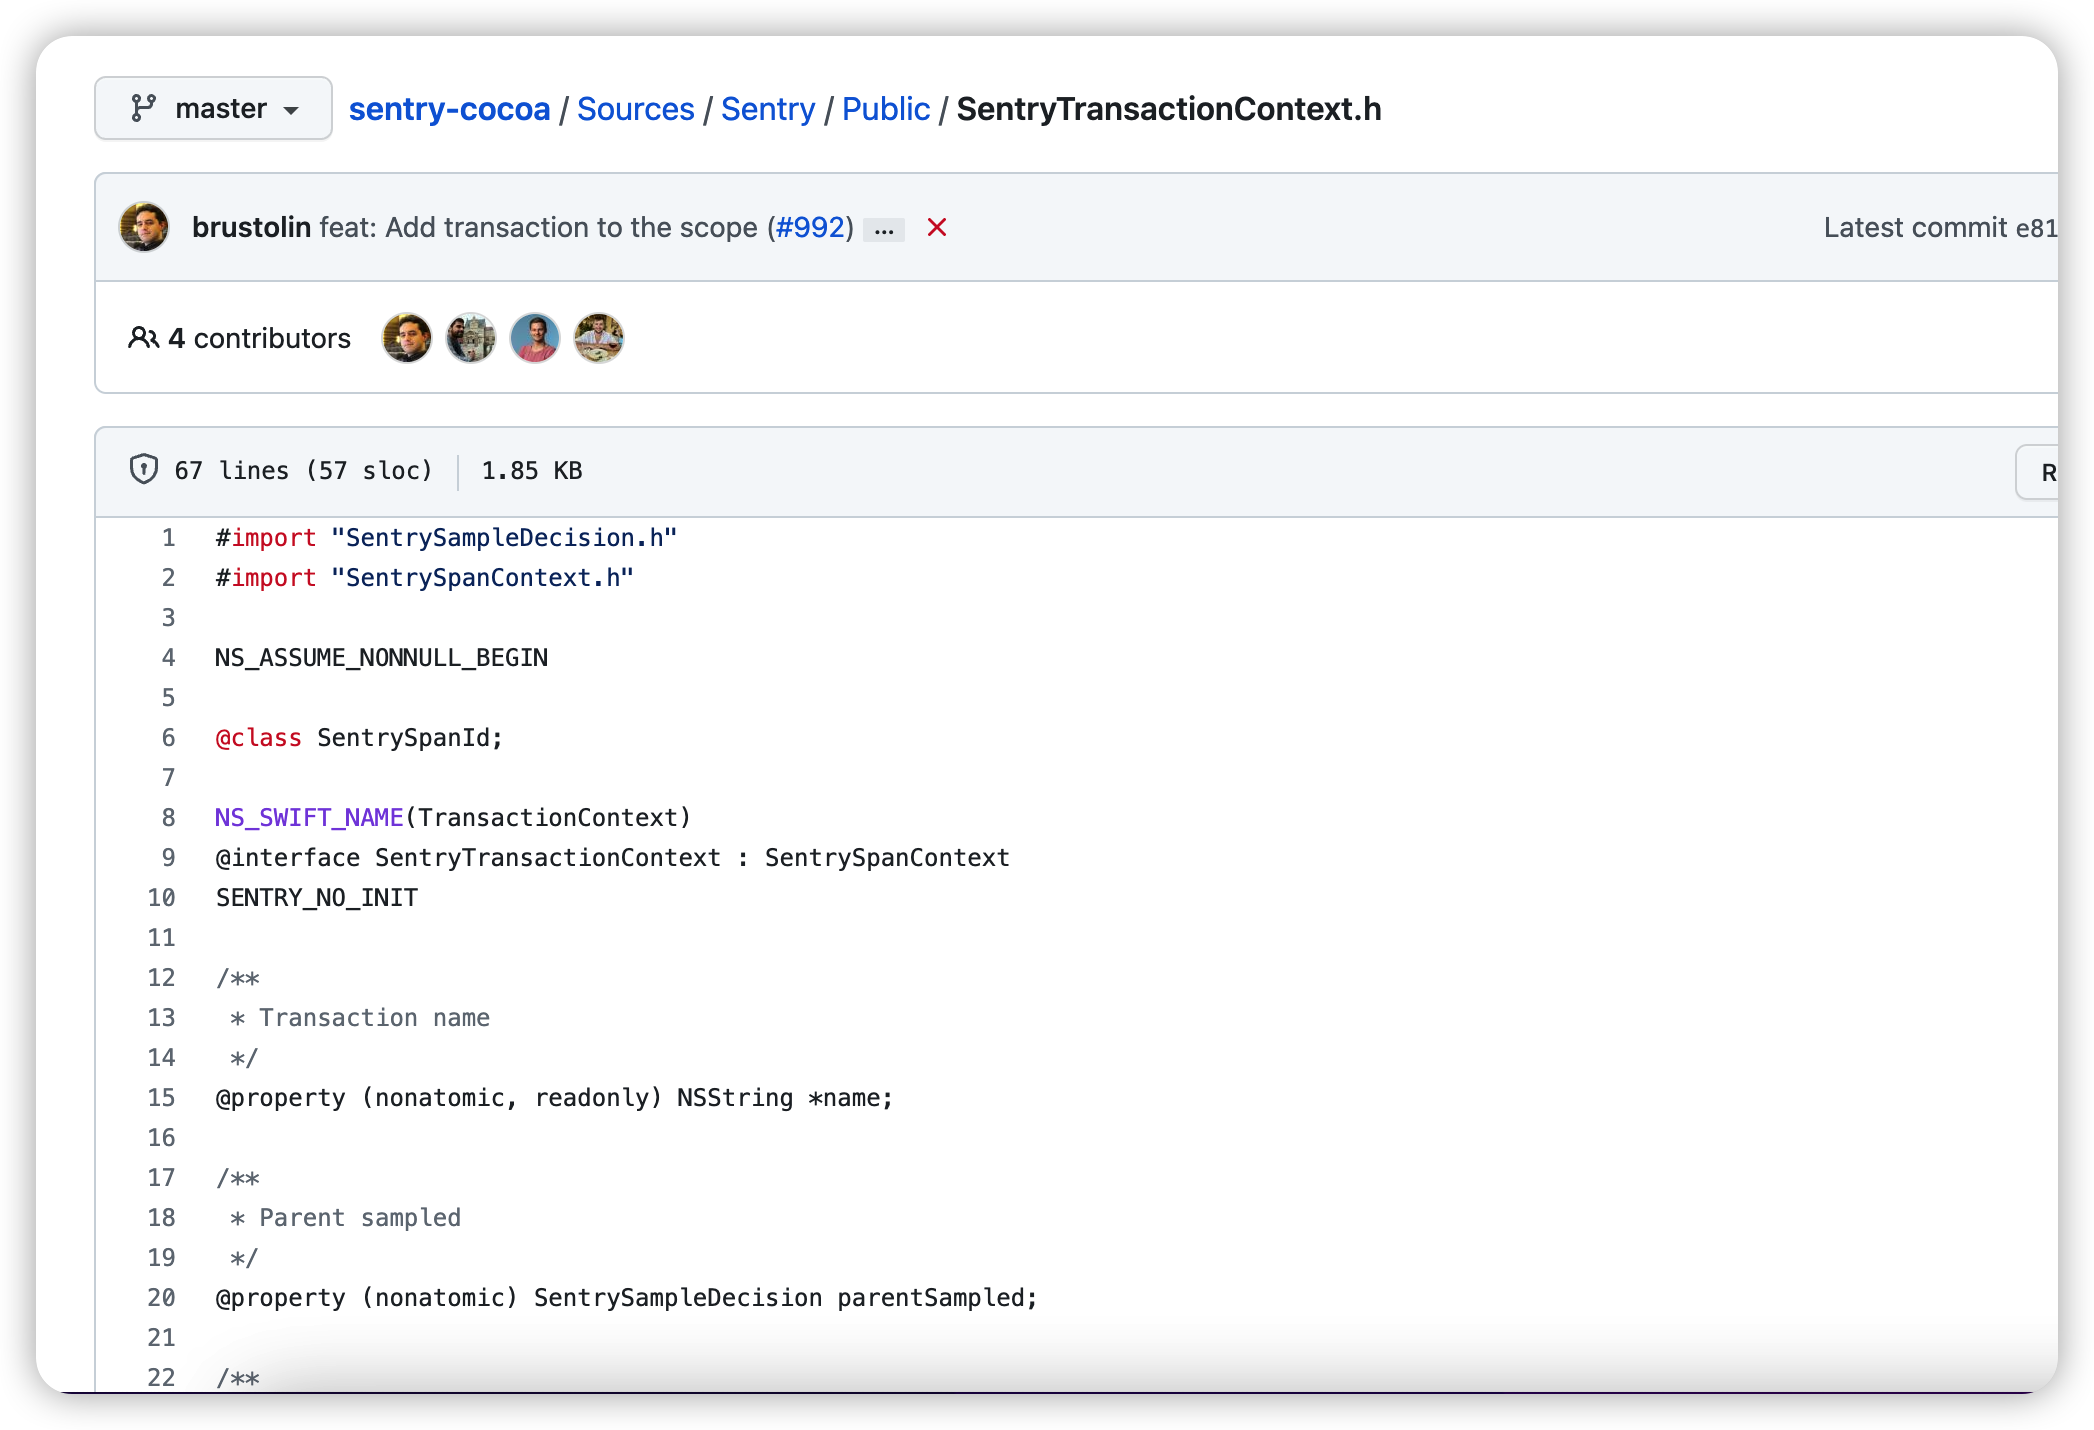 master sentry-cocoa / Sources / Sentry / Public / SentryTransactionContext.h
brustolin feat: Add transaction to the scope (#992) ... Latest commit e81
4 contributors
67 lines (57 sloc) 1.85 KB R
1 #import "SentrySampleDecision.h"
2 #import "SentrySpanContext.h"
3
4 NS_ASSUME_NONNULL_BEGIN
5
6 @class SentrySpanId;
7
8 NS_SWIFT_NAME(TransactionContext)
9 @interface SentryTransactionContext : SentrySpanContext
10 SENTRY_NO_INIT
11
12 /**
13  * Transaction name
14  */
15 @property (nonatomic, readonly) NSString *name;
16
17 /**
18  * Parent sampled
19  */
20 @property (nonatomic) SentrySampleDecision parentSampled;
21
22 /**